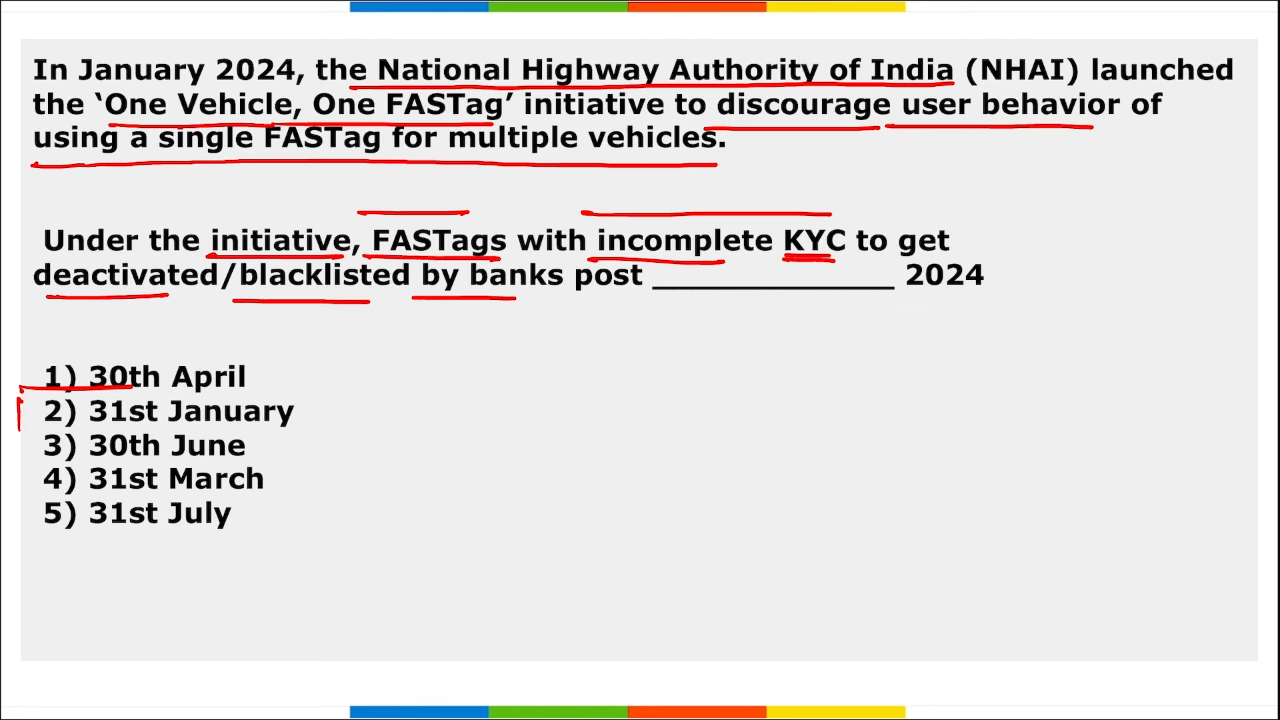 In January 2024, the National Highway Authority of India (NHAI) launched
the ‘One Vehicle, One FASTag’ initiative to discourage user behavior of
using a single FASTag for multiple vehicles.
Under the initiative, FASTags with incomplete KYC to get
deactivated/blacklisted by banks post ______________ 2024
1) 30th April
2) 31st January
3) 30th June
4) 31st March
5) 31st July